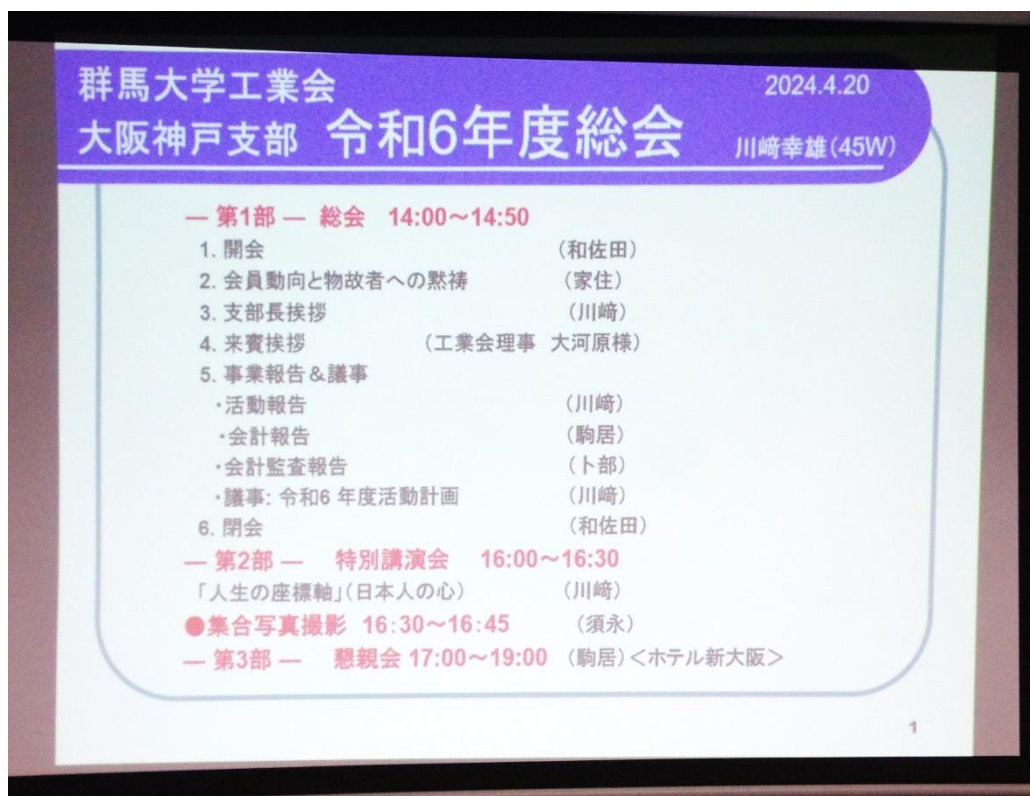 群馬大学工業会
2024.4.20
大阪神戸支部 令和6年度総会 川﨑幸雄(45W)
― 第1部 ― 総会 14:00～14:50
1. 開会 (和佐田)
2. 会員動向と物故者への黙祷 (家住)
3. 支部長挨拶 (川﨑)
4. 来賓挨拶 (工業会理事 大河原様)
5. 事業報告＆議事
・活動報告 (川﨑)
・会計報告 (駒居)
・会計監査報告 (卜部)
・議事: 令和6 年度活動計画 (川﨑)
6. 閉会 (和佐田)
― 第2部 ― 特別講演会 16:00～16:30
「人生の座標軸」(日本人の心) (川﨑)
●集合写真撮影 16:30～16:45 (須永)
― 第3部 ― 懇親会 17:00～19:00 (駒居)＜ホテル新大阪＞
1